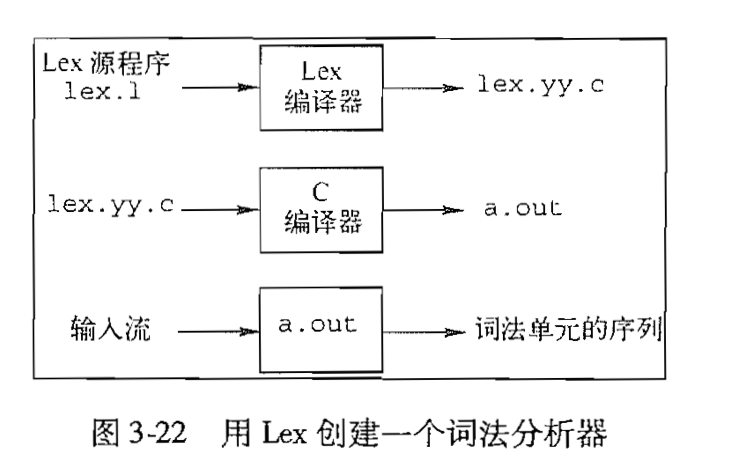 Lex 源程序
lex.l
Lex
编译器
lex.yy.c
lex.yy.c
C
编译器
a.out
输入流
a.out
词法单元的序列
图 3-22 用 Lex 创建一个词法分析器